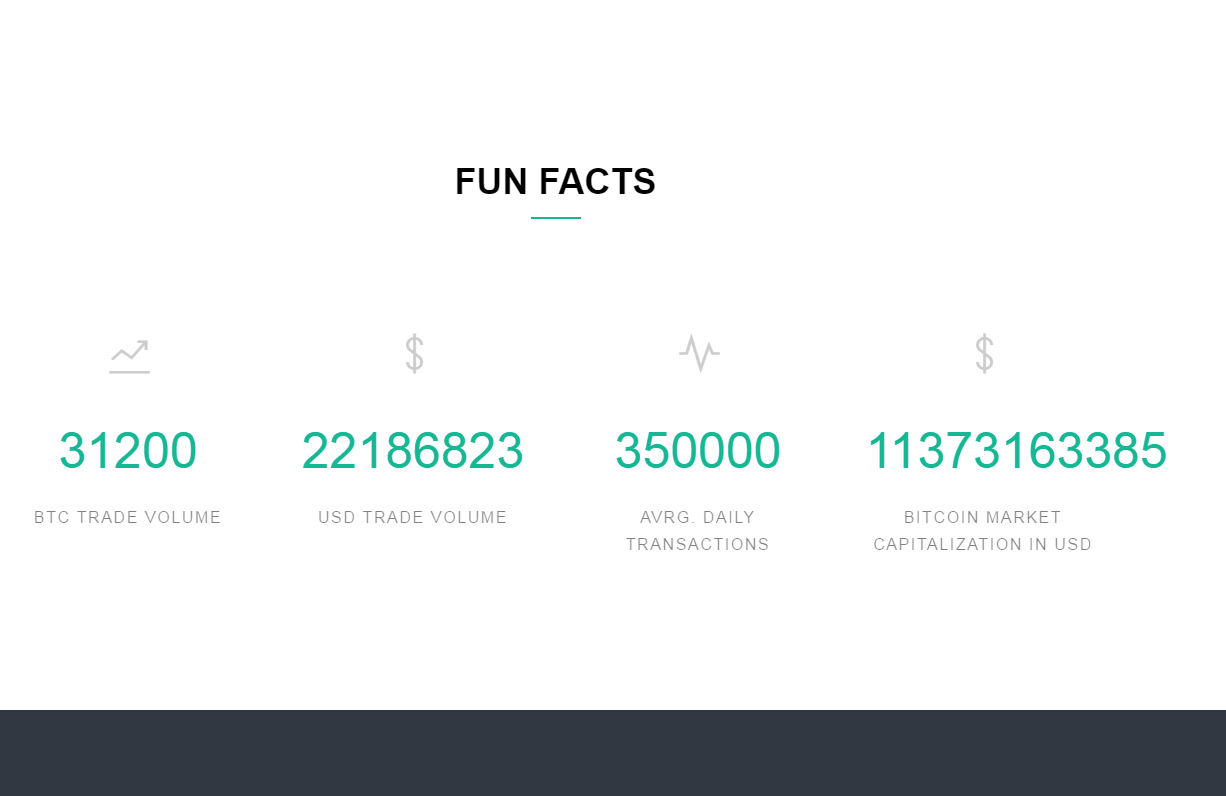 FUN FACTS
31200
22186823
350000
11373163385
BTC TRADE VOLUME
USD TRADE VOLUME
AVRG. DAILY
TRANSACTIONS
BITCOIN MARKET
CAPITALIZATION IN USD